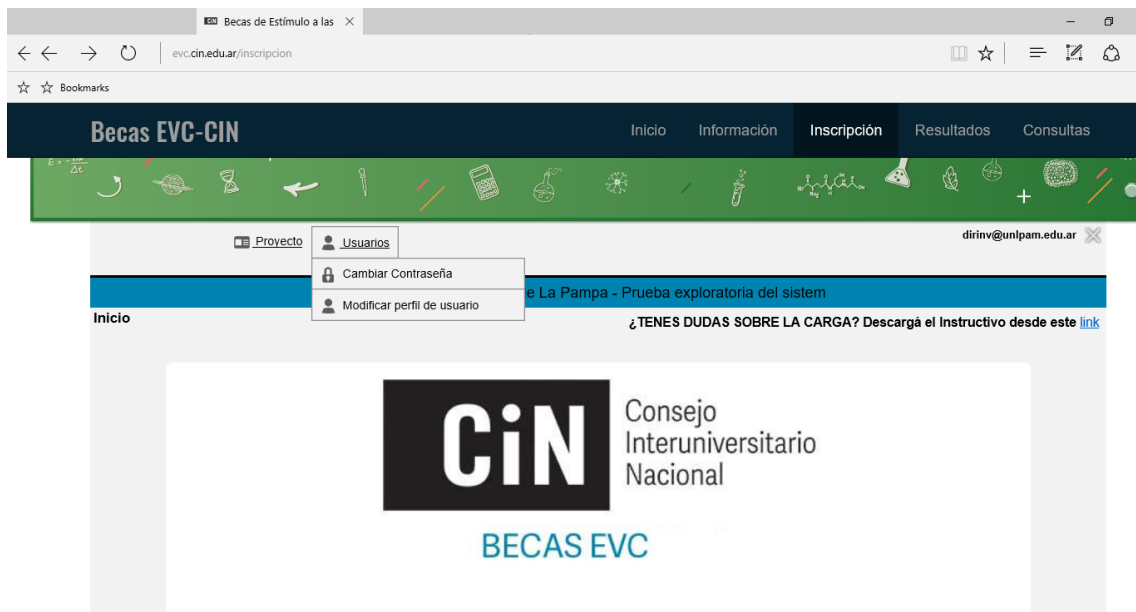 Becas de Estímulo a las
evc.cin.edu.ar/inscripcion
Bookmarks
Becas EVC-CIN
Inicio Información Inscripción Resultados Consultas
Proyecto Usuarios dirinv@unlpam.edu.ar
Cambiar Contraseña
Modificar perfil de usuario
e La Pampa - Prueba exploratoria del sistem
Inicio
¿TENES DUDAS SOBRE LA CARGA? Descargá el Instructivo desde este link
CiN
Consejo
Interuniversitario
Nacional
BECAS EVC